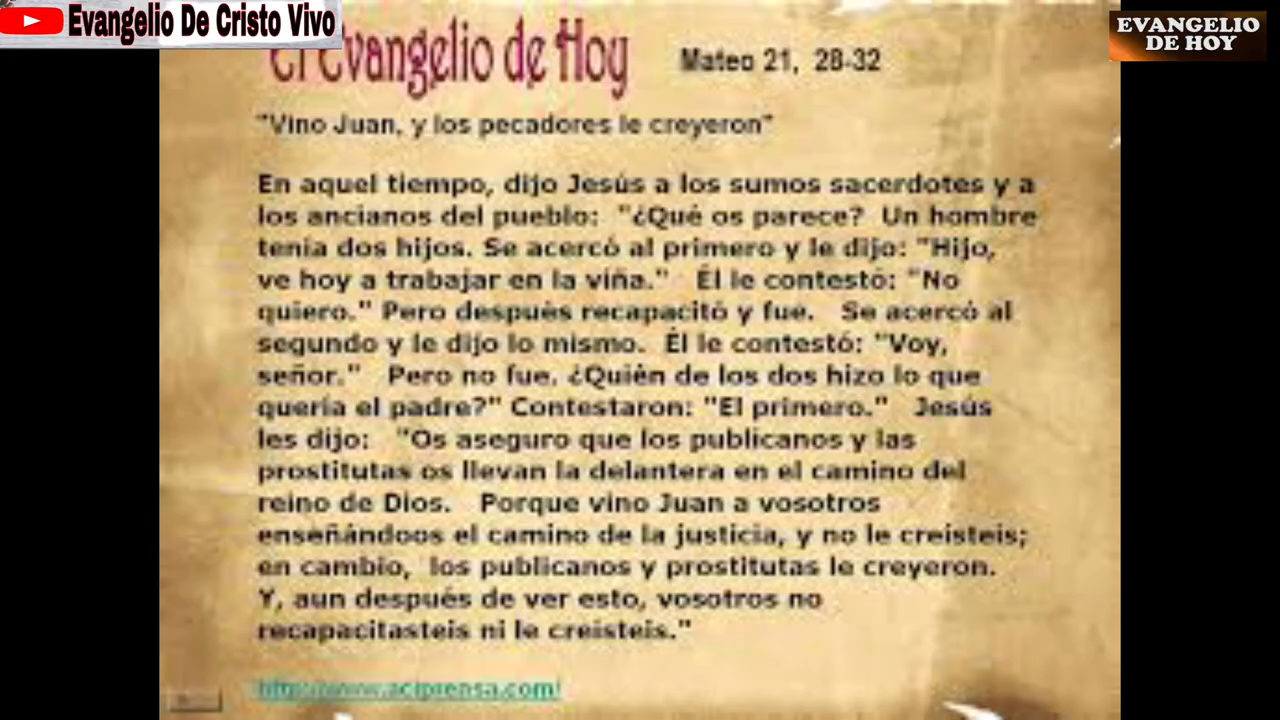 Evangelio De Cristo Vivo
EVANGELIO
DE HOY
El Evangelio de Hoy
Mateo 21, 28-32
"Vino Juan, y los pecadores le creyeron"
En aquel tiempo, dijo Jesús a los sumos sacerdotes y a
los ancianos del pueblo: "¿Qué os parece? Un hombre
tenía dos hijos. Se acercó al primero y le dijo: "Hijo,
ve hoy a trabajar en la viña." Él le contestó: "No
quiero." Pero después recapacitó y fue. Se acercó al
segundo y le dijo lo mismo. Él le contestó: "Voy,
señor." Pero no fue. ¿Quién de los dos hizo lo que
quería el padre?" Contestaron: "El primero." Jesús
les dijo: "Os aseguro que los publicanos y las
prostitutas os llevan la delantera en el camino del
reino de Dios. Porque vino Juan a vosotros
enseñándoos el camino de la justicia, y no le creísteis;
en cambio, los publicanos y prostitutas le creyeron.
Y, aun después de ver esto, vosotros no
recapacitasteis ni le creísteis."
http://www.aciprensa.com/